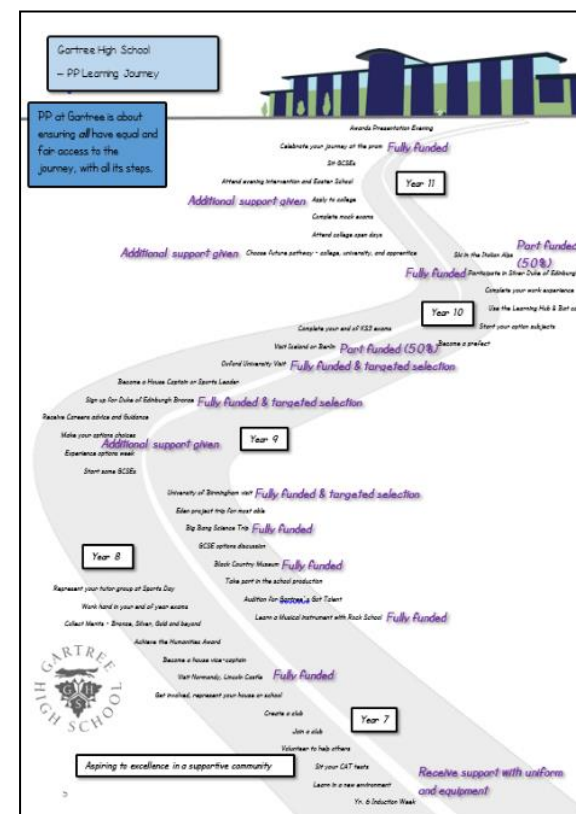 Gartree High School
– PP Learning Journey
PP at Gartree is about
ensuring all have equal and
fair access to the
journey, with all its steps.
Awards Presentation Evening
Celebrate your journey at the prom Fully funded
Sit GCSEs
Attend evening intervention and Easter School
Year 11
Additional support given Apply to college
Complete mock exams
Attend college open days
Additional support given Choose future pathway – college, university, and apprentice
Ski in the Italian Alps Part funded
(50%)
Fully funded Participate in Silver Duke of Edinburg
Complete your work experience
Use the Learning Hub &
Year 10
Start your option subjects
Complete your end of KS3 exams
Become a prefect
Visit Iceland or Berlin Part funded (50%)
Oxford University Visit Fully funded & targeted selection
Become a House Captain or Sports Leader
Sign up for Duke of Edinburgh Bronze Fully funded & targeted selection
Receive Careers advice and Guidance
Make your options choices
Additional support given
Year 9
Experience options week
Start some GCSEs
University of Birmingham visit Fully funded & targeted selection
Eden project trip for most able
Big Bang Science Trip Fully funded
GCSE options discussion
Year 8
Black Country Museum Fully funded
Take part in the school production
Represent your tutor group at Sports Day
Audition for Gartree's Got Talent
Work hard in your end of year exams
Learn a Musical Instrument with Rock School Fully funded
Collect Merits – Bronze, Silver, Gold and beyond
Achieve the Humanities Award
Become a house vice-captain
Visit Normandy, Lincoln Castle Fully funded
Get involved, represent your house or school
GARTREE
HIGH SCHOOL
GHS
Create a club
Year 7
Join a club
Volunteer to help others
Aspiring to excellence in a supportive community
Sit your CAT tests
Receive support with uniform
and equipment
Learn in a new environment
Yr. 6 Induction Week